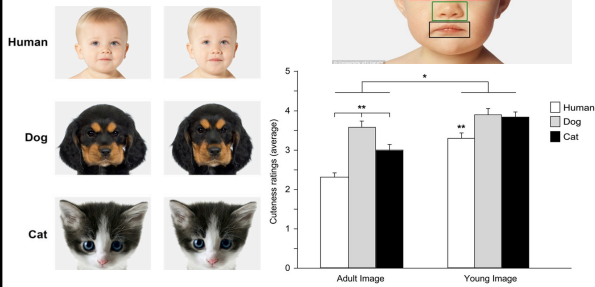 Human
Dog
Cat
5
4
3
2
1
0
Cuteness ratings (average)
*
**
**
Adult Image
Young Image
Human
Dog
Cat